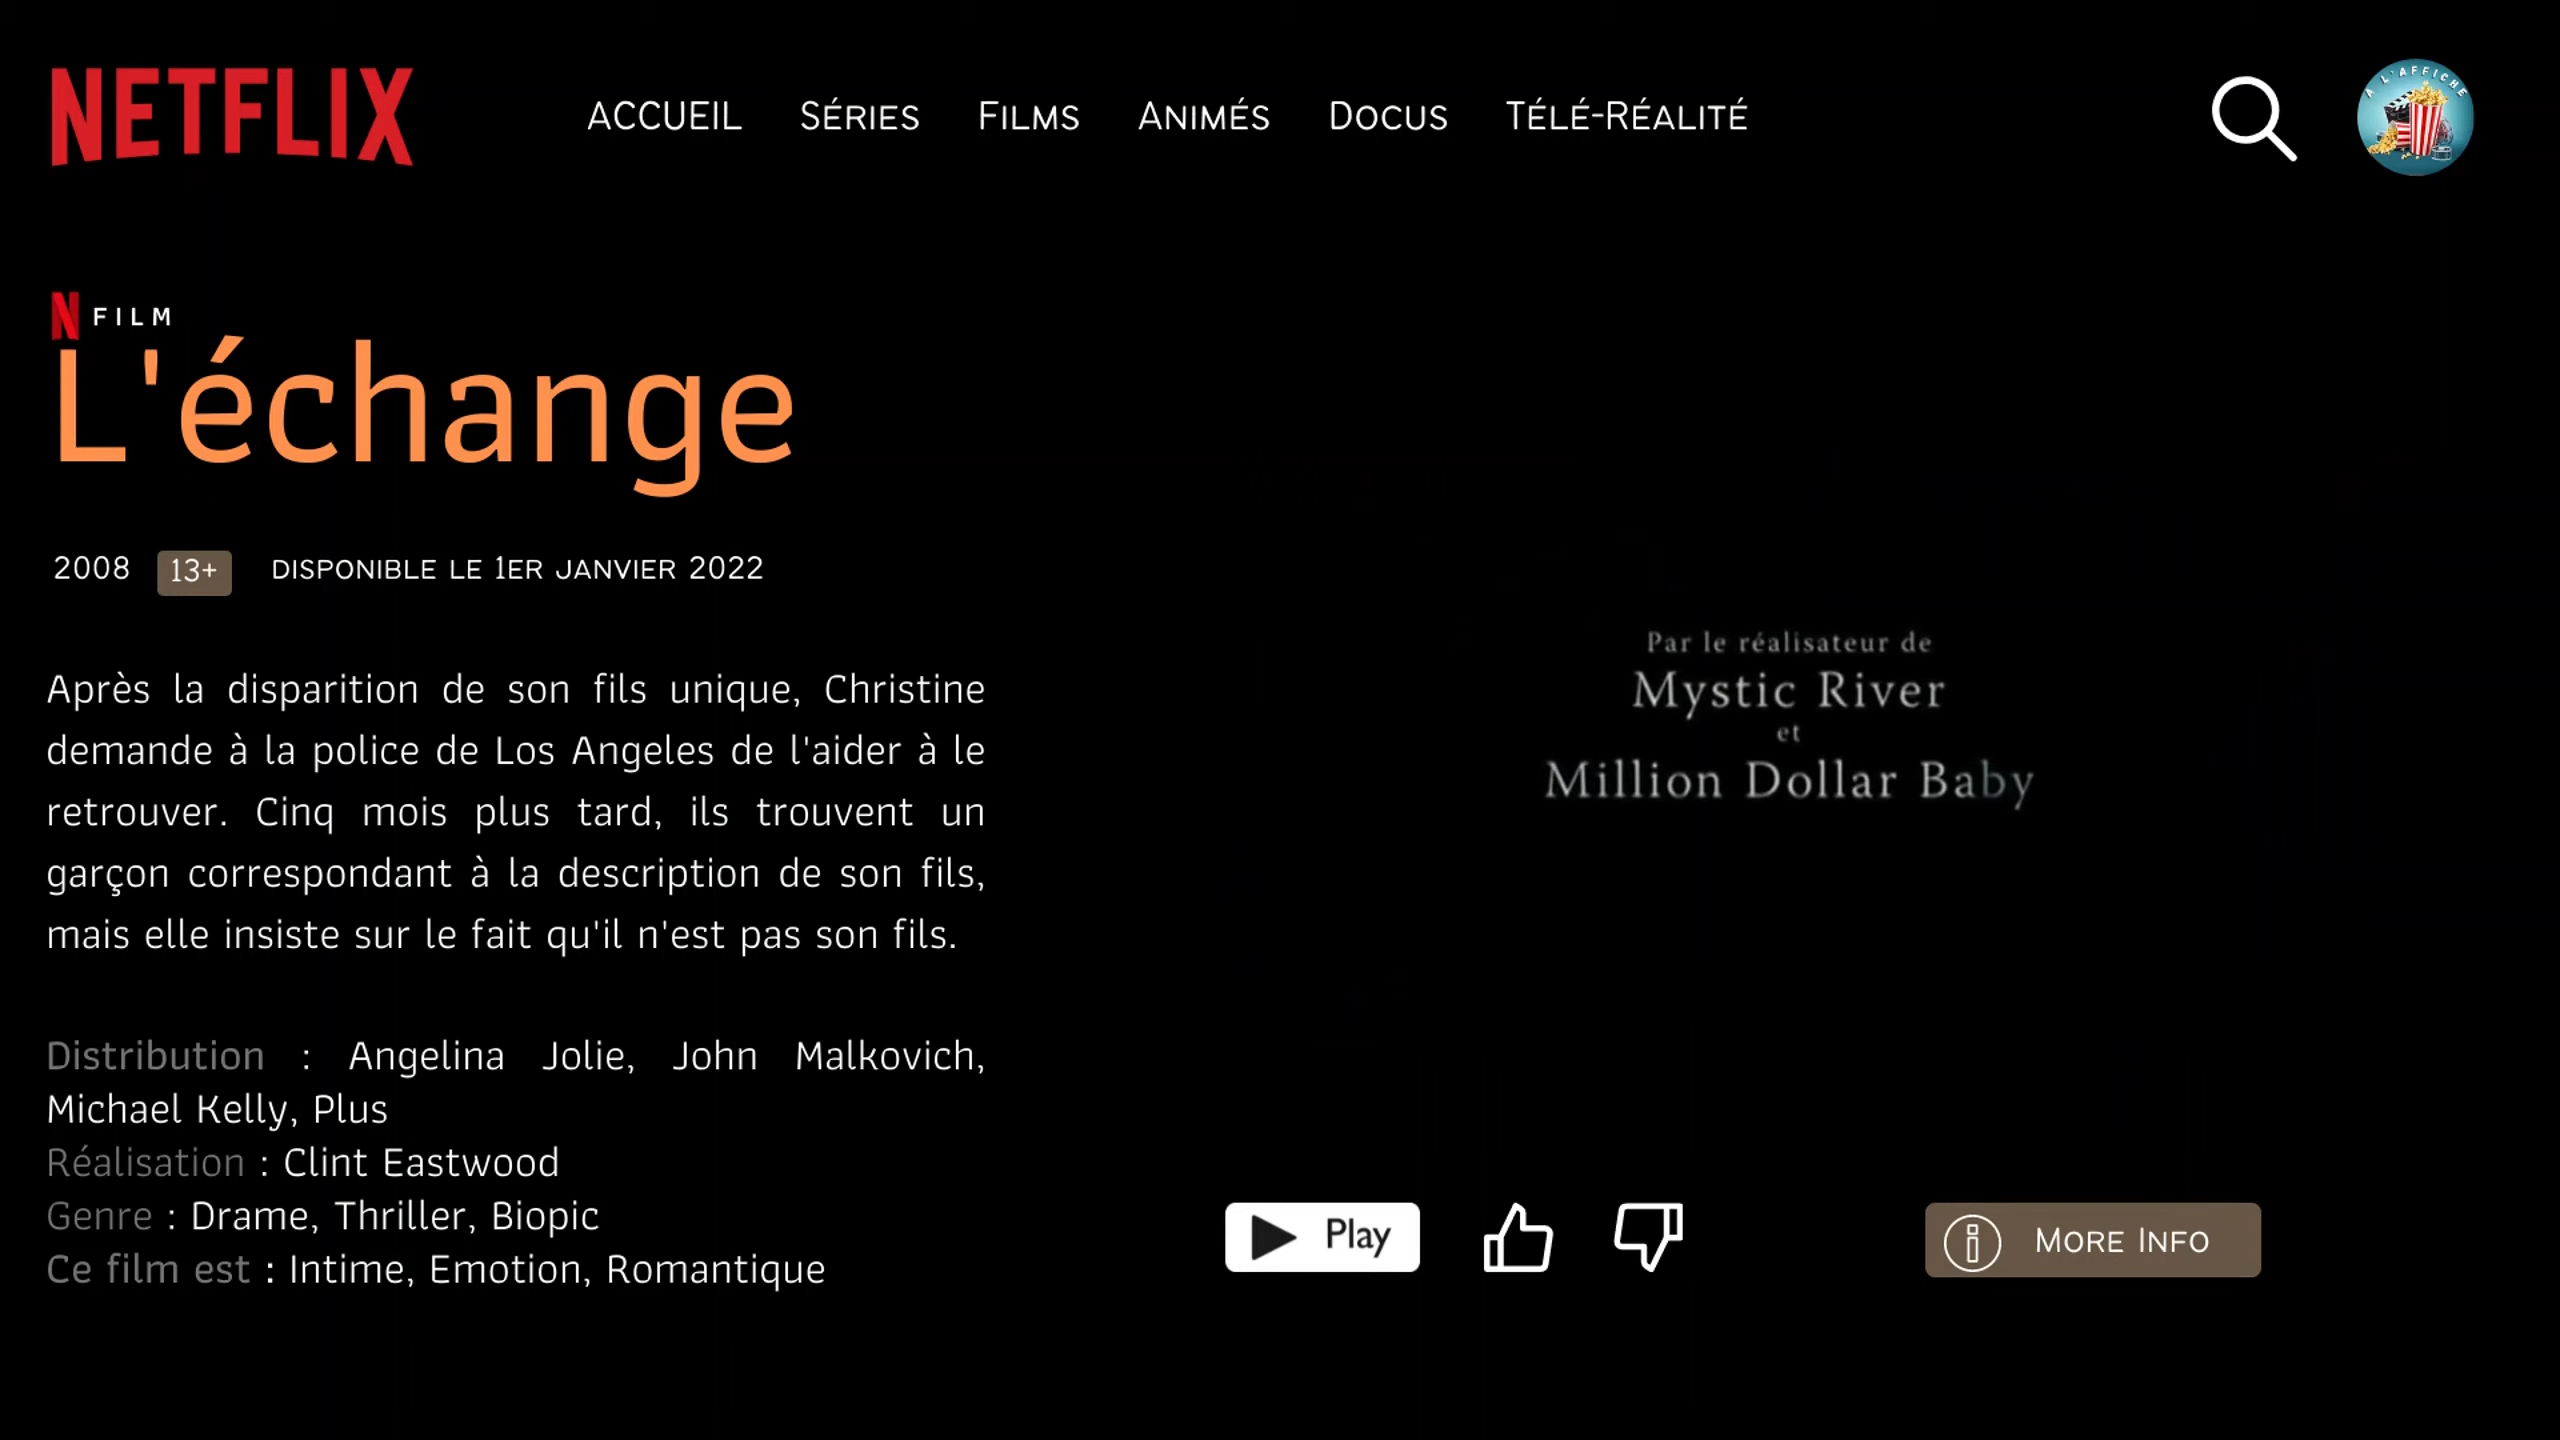 NETFLIX
ACCUEIL SÉRIES FILMS ANIMÉS DOCUS TÉLÉ-RÉALITÉ
À L'AFFICHE
N FILM
L'échange
2008 13+ DISPONIBLE LE 1ER JANVIER 2022
Après la disparition de son fils unique, Christine
demande à la police de Los Angeles de l'aider à le
retrouver. Cinq mois plus tard, ils trouvent un
garçon correspondant à la description de son fils,
mais elle insiste sur le fait qu'il n'est pas son fils.
Distribution : Angelina Jolie, John Malkovich,
Michael Kelly, Plus
Réalisation : Clint Eastwood
Genre : Drame, Thriller, Biopic
Ce film est : Intime, Emotion, Romantique
Par le réalisateur de
Mystic River
et
Million Dollar Baby
Play
MORE INFO